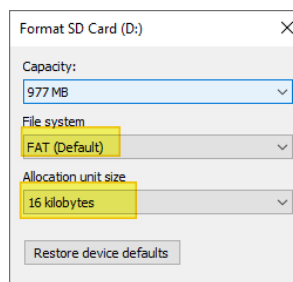 Format SD Card (D:)
Capacity:
977 MB
File system
FAT (Default)
Allocation unit size
16 kilobytes
Restore device defaults